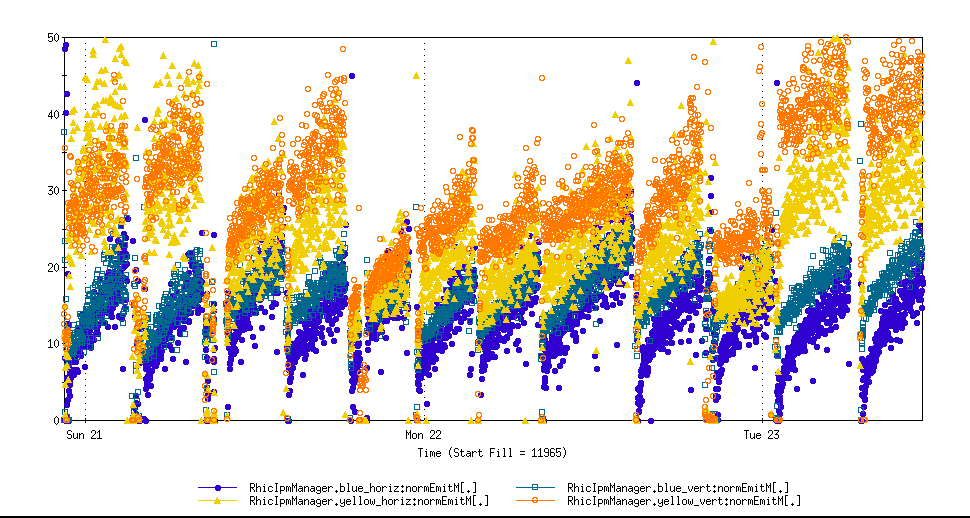 50
40
30
20
10
0
Sun 21 Mon 22 Tue 23
Time (Start Fill = 11965)
RhicIpmManager.blue_horiz:normEmitM[.] RhicIpmManager.blue_vert:normEmitM[.]
RhicIpmManager.yellow_horiz:normEmitM[.] RhicIpmManager.yellow_vert:normEmitM[.]